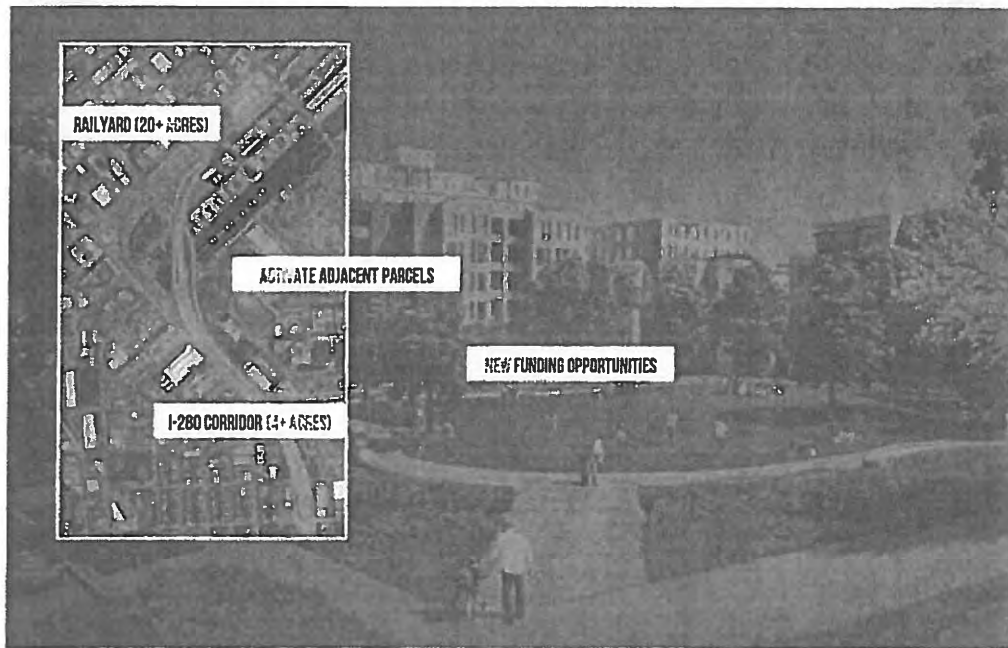 RAILYARD (20+ ACRES)
ACTIVATE ADJACENT PARCELS
NEW FUNDING OPPORTUNITIES
I-280 CORRIDOR (4+ ACRES)